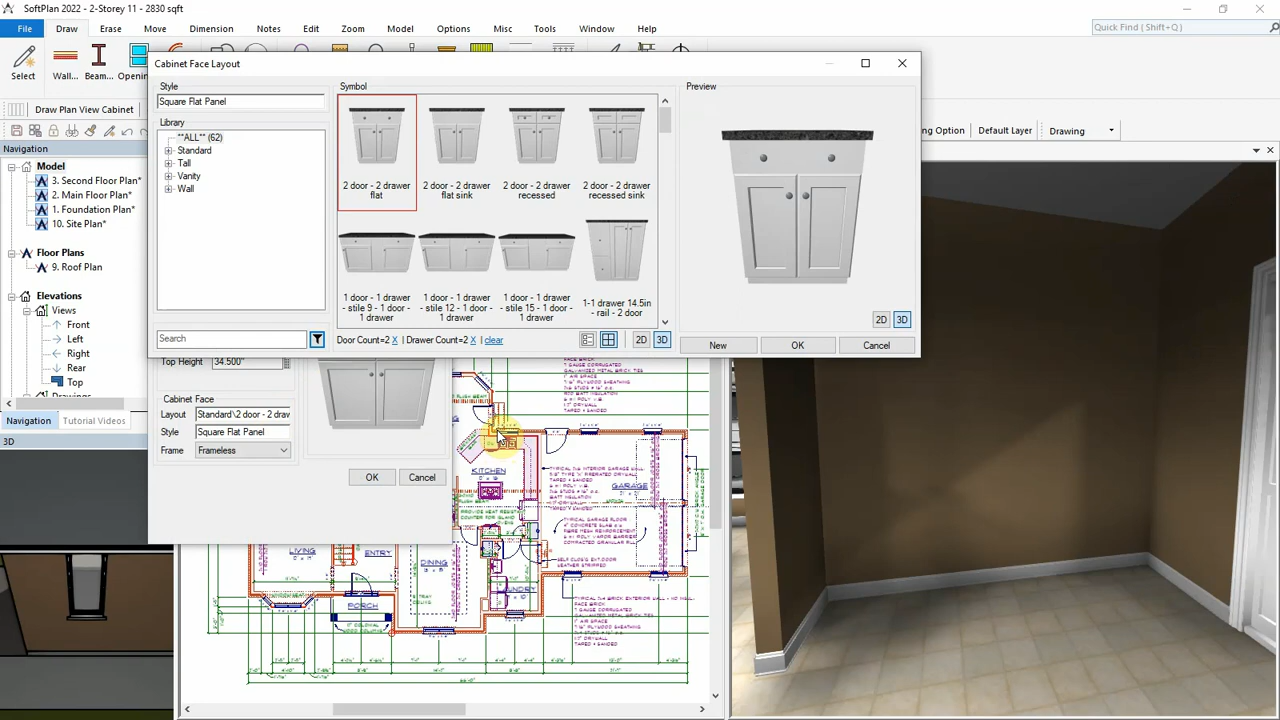 SoftPlan 2022 - 2-Storey 11 - 2830 sqft
File Draw Erase Move Dimension Notes Edit Zoom Model Options Misc Tools Window Help
Quick Find ( Shift+Q )
Select Wall... Beam...
Draw Plan View Cabinet
Default Layer Drawing
Navigation
Model
3. Second Floor Plan*
2. Main Floor Plan*
1. Foundation Plan*
10. Site Plan*
Floor Plans
9. Roof Plan
Elevations
Views
Front
Left
Right
Rear
Top
Navigation Tutorial Videos
3D
Cabinet Face Layout
Style
Square Flat Panel
Library
**ALL** (62)
Standard
Tall
Vanity
Wall
Search
Symbol
2 door - 2 drawer
flat
2 door - 2 drawer
flat sink
2 door - 2 drawer
recessed
2 door - 2 drawer
recessed sink
1 door - 1 drawer
- stile 9 - 1 door -
1 drawer
1 door - 1 drawer
- stile 12 - 1 door -
1 drawer
1 door - 1 drawer
- stile 15 - 1 door -
1 drawer
1-1 drawer 14.5in
- rail - 2 door
Door Count=2 X | Drawer Count=2 X | clear
2D 3D
Preview
2D 3D
New OK Cancel
Top Height 34.500"
Cabinet Face
Layout Standard\2 door - 2 draw
Style Square Flat Panel
Frame Frameless
OK Cancel
KITCHEN
GARAGE
LIVING
ENTRY
DINING
PORCH